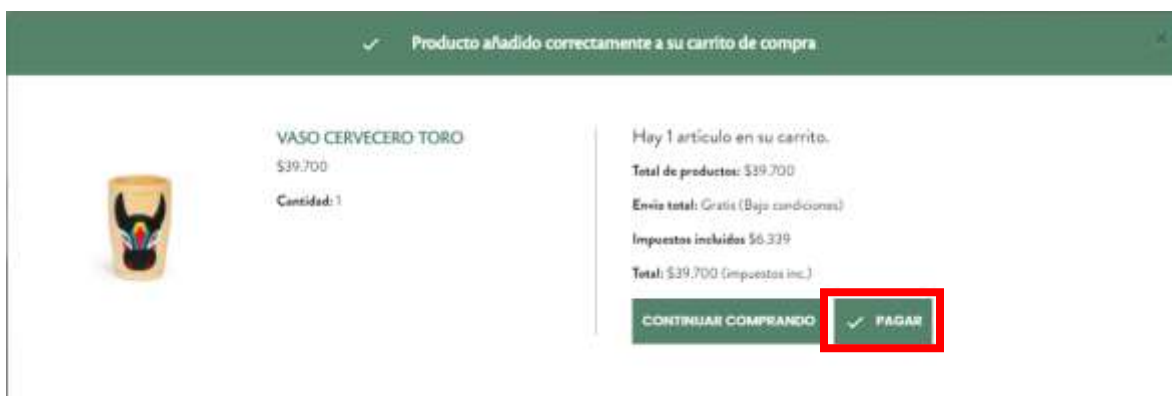 Producto añadido correctamente a su carrito de compra
VASO CERVECERO TORO
$39.700
Cantidad: 1
Hay 1 artículo en su carrito.
Total de productos: $39.700
Envío total: Gratis (Bajo condiciones)
Impuestos incluidos $6.339
Total: $39.700 (impuestos inc.)
CONTINUAR COMPRANDO
PAGAR